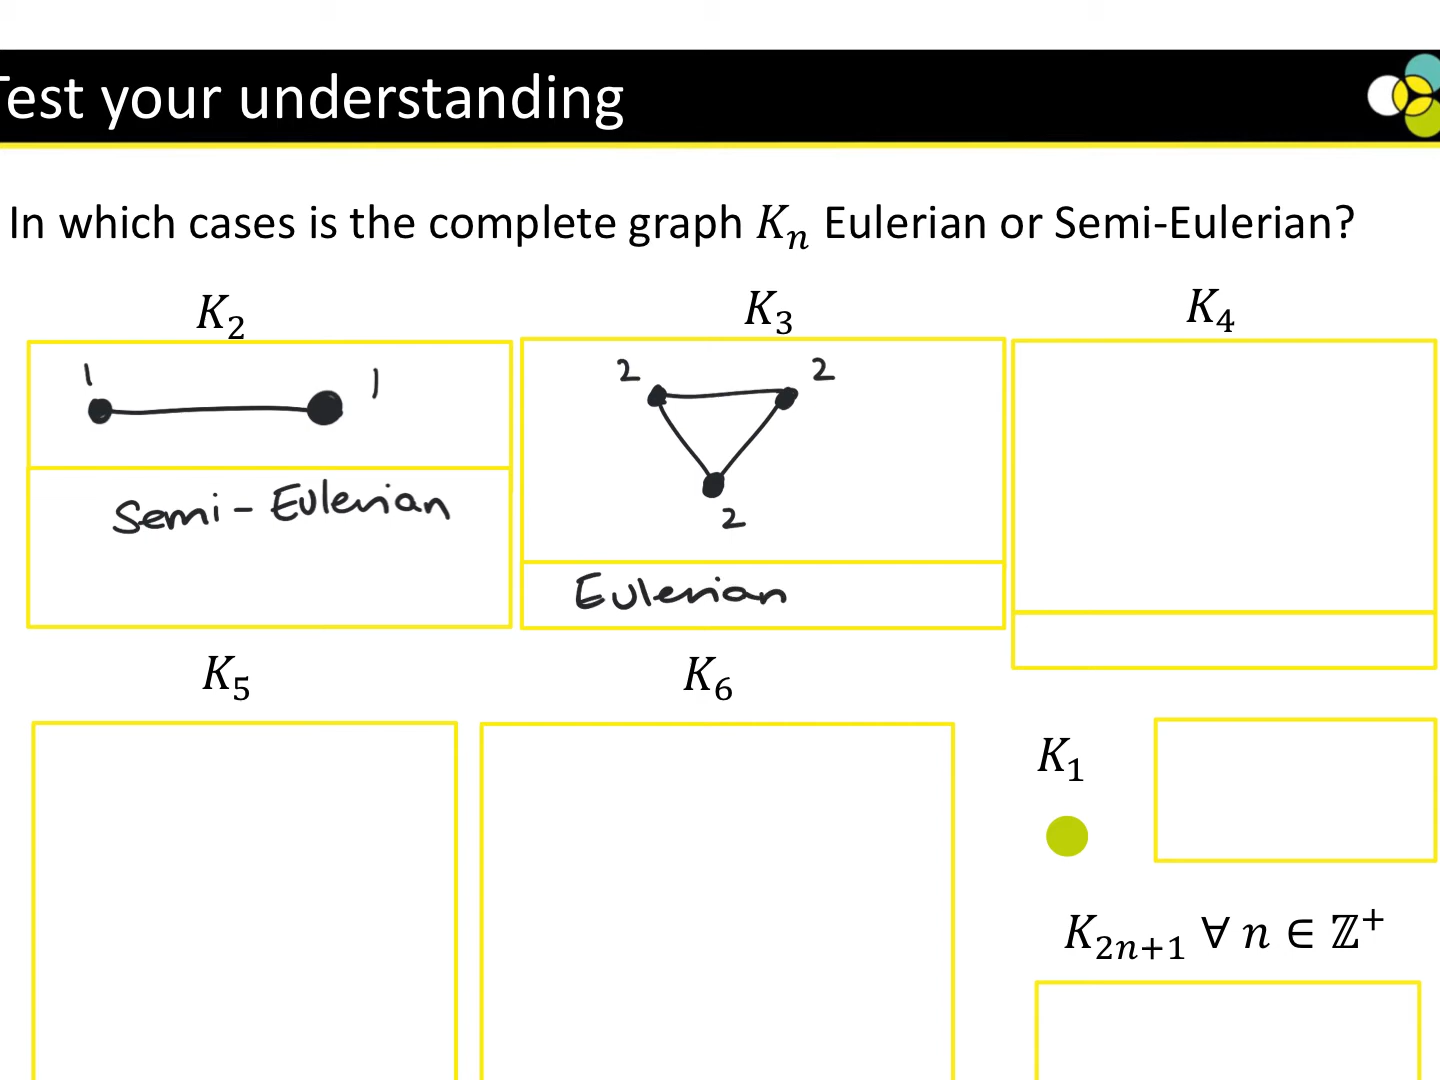 Test your understanding
In which cases is the complete graph Kₙ Eulerian or Semi-Eulerian?
K₂
K₃
K₄
1 1
2 2
2
Semi-Eulerian
Eulerian
K₅
K₆
K₁
K₂ₙ₊₁ ∀ n ∈ ℤ⁺